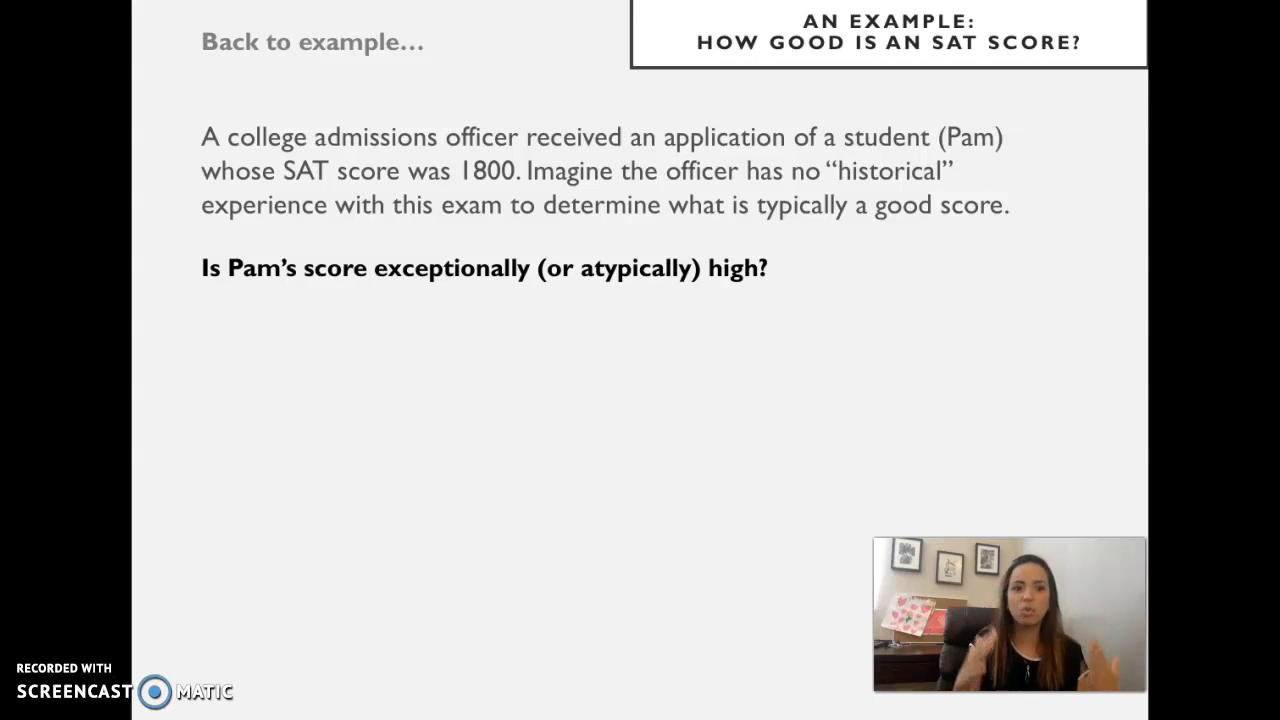 Back to example…
AN EXAMPLE:
HOW GOOD IS AN SAT SCORE?
A college admissions officer received an application of a student (Pam)
whose SAT score was 1800. Imagine the officer has no “historical”
experience with this exam to determine what is typically a good score.
Is Pam’s score exceptionally (or atypically) high?
RECORDED WITH
SCREENCAST MATIC